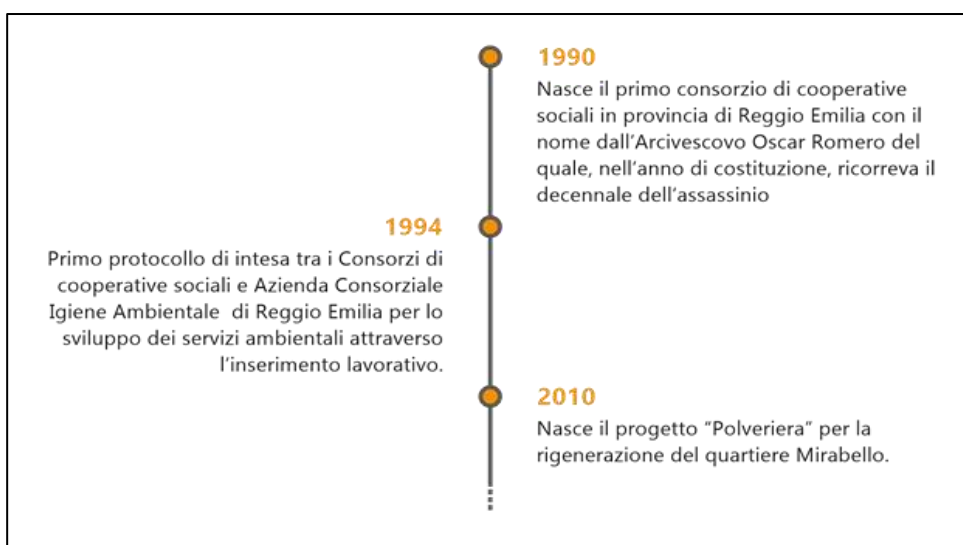 1990
Nasce il primo consorzio di cooperative
sociali in provincia di Reggio Emilia con il
nome dall'Arcivescovo Oscar Romero del
quale, nell'anno di costituzione, ricorreva il
decennale dell'assassinio
1994
Primo protocollo di intesa tra i Consorzi di
cooperative sociali e Azienda Consorziale
Igiene Ambientale  di Reggio Emilia per lo
sviluppo dei servizi ambientali attraverso
l'inserimento lavorativo.
2010
Nasce il progetto “Polveriera” per la
rigenerazione del quartiere Mirabello.